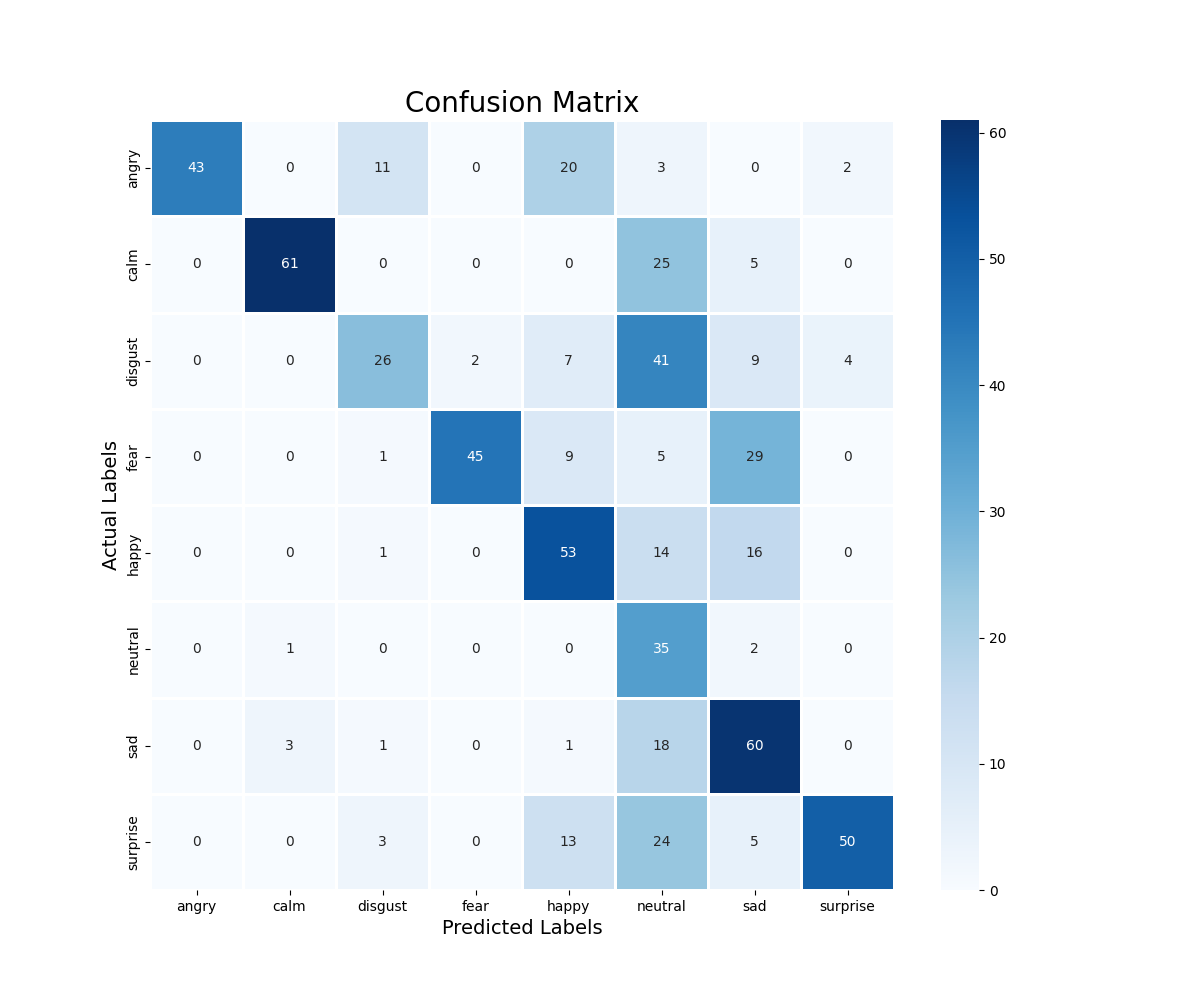 Confusion Matrix
angry 43 0 11 0 20 3 0 2
calm 0 61 0 0 0 25 5 0
disgust 0 0 26 2 7 41 9 4
fear 0 0 1 45 9 5 29 0
happy 0 0 1 0 53 14 16 0
neutral 0 1 0 0 0 35 2 0
sad 0 3 1 0 1 18 60 0
surprise 0 0 3 0 13 24 5 50
angry calm disgust fear happy neutral sad surprise
Predicted Labels
Actual Labels
60
50
40
30
20
10
0